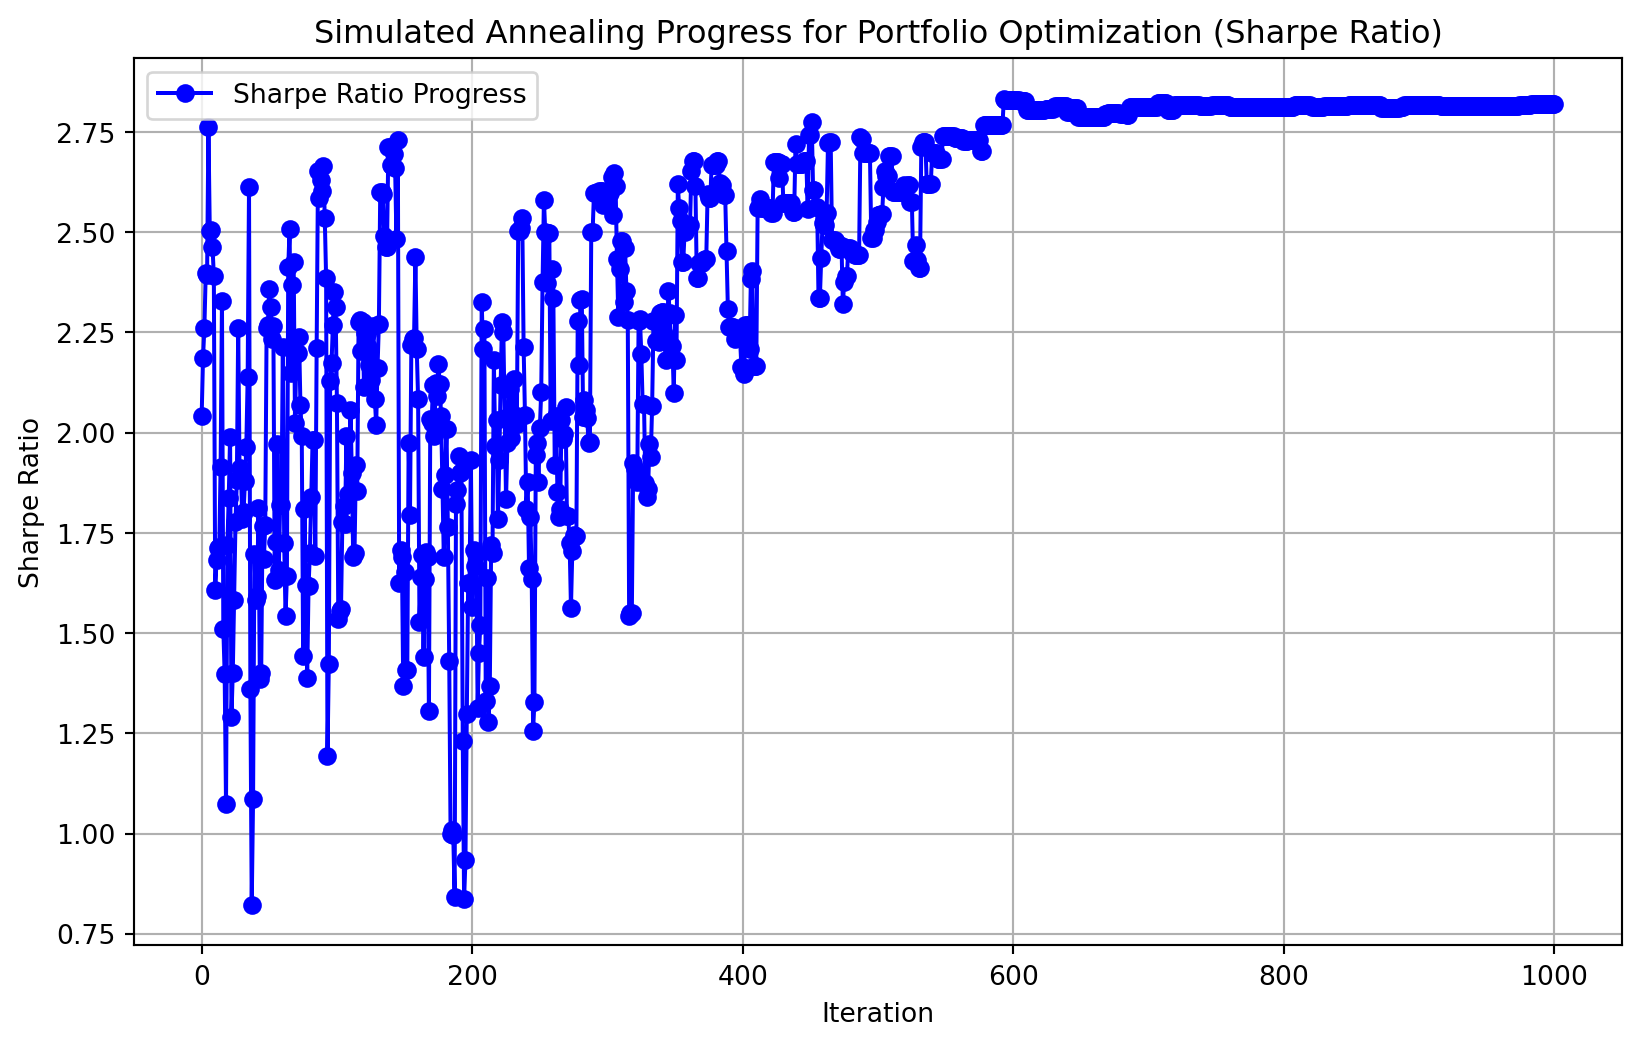 Simulated Annealing Progress for Portfolio Optimization (Sharpe Ratio)
Sharpe Ratio Progress
Sharpe Ratio
2.75
2.50
2.25
2.00
1.75
1.50
1.25
1.00
0.75
0 200 400 600 800 1000
Iteration